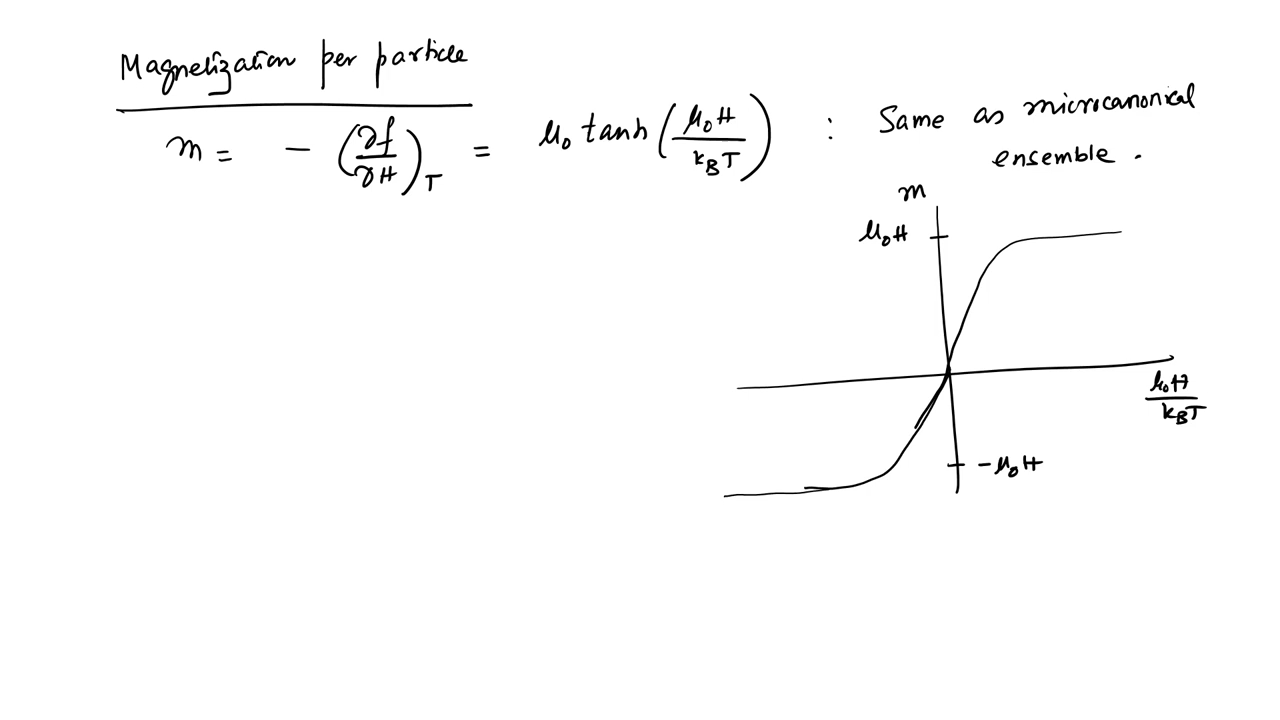 Magnetization per particle
m = - (∂f/∂H)_T = μ₀ tanh(μ₀H/k_BT) : Same as microcanonical
ensemble.
m
μ₀H
μ₀H/k_BT
-μ₀H